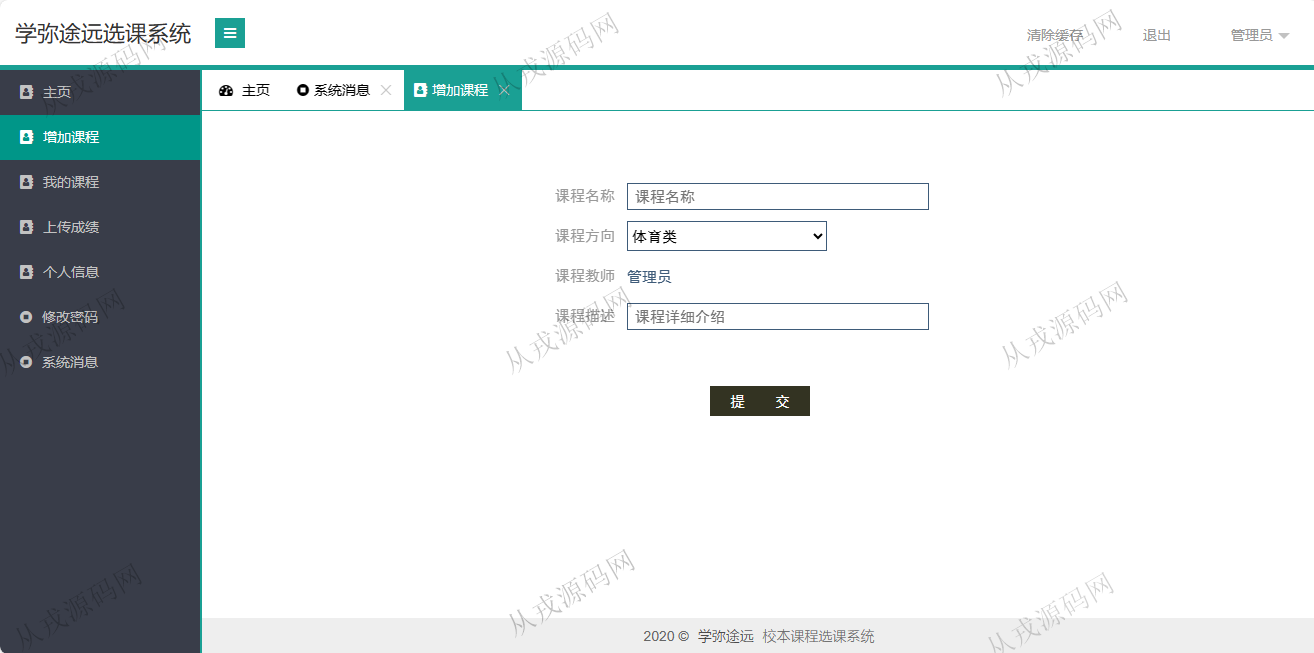 学弥途远选课系统
清除缓存 退出 管理员
主页
增加课程
我的课程
上传成绩
个人信息
修改密码
系统消息
主页 系统消息 增加课程
课程名称 课程名称
课程方向 体育类
课程教师 管理员
课程描述 课程详细介绍
提 交
2020 © 学弥途远 校本课程选课系统
从戎源码网
从戎源码网
从戎源码网
从戎源码网
从戎源码网
从戎源码网
从戎源码网
从戎源码网
从戎源码网